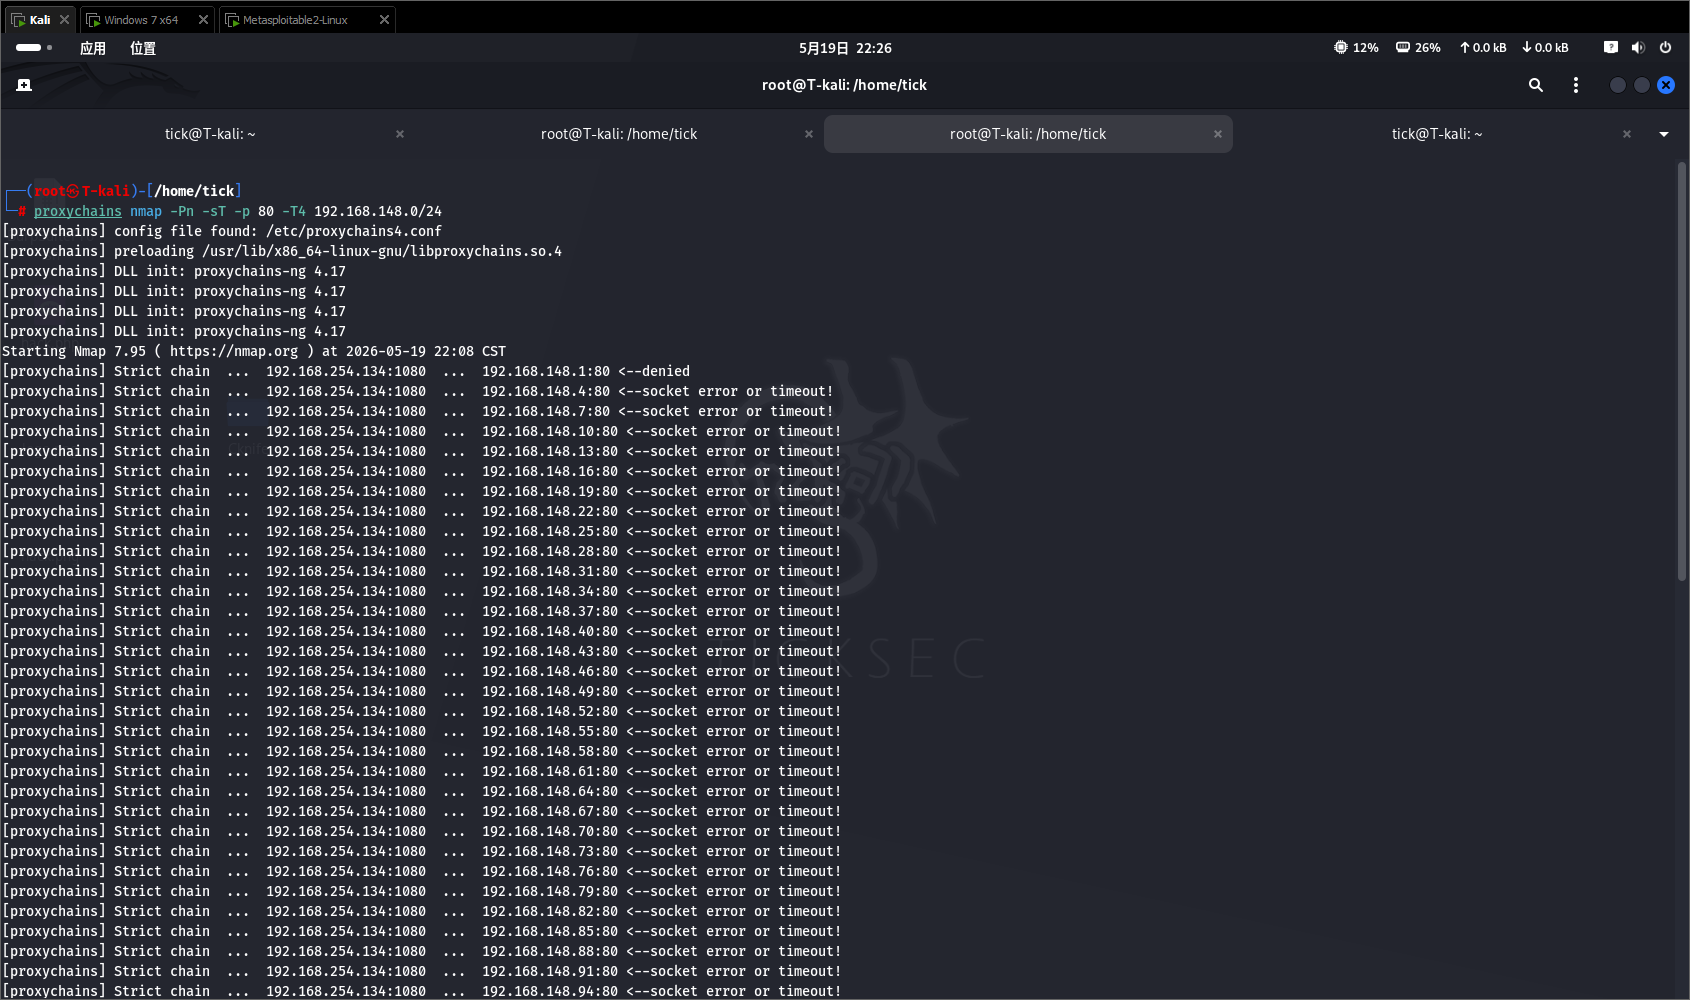 Kali
Windows 7 x64
Metasploitable2-Linux
应用 位置 5月19日 22:26 12% 26% 0.0 kB 0.0 kB
root@T-kali: /home/tick
tick@T-kali: ~
root@T-kali: /home/tick
root@T-kali: /home/tick
tick@T-kali: ~
┌──(root㉿T-kali)-[/home/tick]
└─# proxychains nmap -Pn -sT -p 80 -T4 192.168.148.0/24
[proxychains] config file found: /etc/proxychains4.conf
[proxychains] preloading /usr/lib/x86_64-linux-gnu/libproxychains.so.4
[proxychains] DLL init: proxychains-ng 4.17
[proxychains] DLL init: proxychains-ng 4.17
[proxychains] DLL init: proxychains-ng 4.17
[proxychains] DLL init: proxychains-ng 4.17
Starting Nmap 7.95 ( https://nmap.org ) at 2026-05-19 22:08 CST
[proxychains] Strict chain  ...  192.168.254.134:1080  ...  192.168.148.1:80 <--denied
[proxychains] Strict chain  ...  192.168.254.134:1080  ...  192.168.148.4:80 <--socket error or timeout!
[proxychains] Strict chain  ...  192.168.254.134:1080  ...  192.168.148.7:80 <--socket error or timeout!
[proxychains] Strict chain  ...  192.168.254.134:1080  ...  192.168.148.10:80 <--socket error or timeout!
[proxychains] Strict chain  ...  192.168.254.134:1080  ...  192.168.148.13:80 <--socket error or timeout!
[proxychains] Strict chain  ...  192.168.254.134:1080  ...  192.168.148.16:80 <--socket error or timeout!
[proxychains] Strict chain  ...  192.168.254.134:1080  ...  192.168.148.19:80 <--socket error or timeout!
[proxychains] Strict chain  ...  192.168.254.134:1080  ...  192.168.148.22:80 <--socket error or timeout!
[proxychains] Strict chain  ...  192.168.254.134:1080  ...  192.168.148.25:80 <--socket error or timeout!
[proxychains] Strict chain  ...  192.168.254.134:1080  ...  192.168.148.28:80 <--socket error or timeout!
[proxychains] Strict chain  ...  192.168.254.134:1080  ...  192.168.148.31:80 <--socket error or timeout!
[proxychains] Strict chain  ...  192.168.254.134:1080  ...  192.168.148.34:80 <--socket error or timeout!
[proxychains] Strict chain  ...  192.168.254.134:1080  ...  192.168.148.37:80 <--socket error or timeout!
[proxychains] Strict chain  ...  192.168.254.134:1080  ...  192.168.148.40:80 <--socket error or timeout!
[proxychains] Strict chain  ...  192.168.254.134:1080  ...  192.168.148.43:80 <--socket error or timeout!
[proxychains] Strict chain  ...  192.168.254.134:1080  ...  192.168.148.46:80 <--socket error or timeout!
[proxychains] Strict chain  ...  192.168.254.134:1080  ...  192.168.148.49:80 <--socket error or timeout!
[proxychains] Strict chain  ...  192.168.254.134:1080  ...  192.168.148.52:80 <--socket error or timeout!
[proxychains] Strict chain  ...  192.168.254.134:1080  ...  192.168.148.55:80 <--socket error or timeout!
[proxychains] Strict chain  ...  192.168.254.134:1080  ...  192.168.148.58:80 <--socket error or timeout!
[proxychains] Strict chain  ...  192.168.254.134:1080  ...  192.168.148.61:80 <--socket error or timeout!
[proxychains] Strict chain  ...  192.168.254.134:1080  ...  192.168.148.64:80 <--socket error or timeout!
[proxychains] Strict chain  ...  192.168.254.134:1080  ...  192.168.148.67:80 <--socket error or timeout!
[proxychains] Strict chain  ...  192.168.254.134:1080  ...  192.168.148.70:80 <--socket error or timeout!
[proxychains] Strict chain  ...  192.168.254.134:1080  ...  192.168.148.73:80 <--socket error or timeout!
[proxychains] Strict chain  ...  192.168.254.134:1080  ...  192.168.148.76:80 <--socket error or timeout!
[proxychains] Strict chain  ...  192.168.254.134:1080  ...  192.168.148.79:80 <--socket error or timeout!
[proxychains] Strict chain  ...  192.168.254.134:1080  ...  192.168.148.82:80 <--socket error or timeout!
[proxychains] Strict chain  ...  192.168.254.134:1080  ...  192.168.148.85:80 <--socket error or timeout!
[proxychains] Strict chain  ...  192.168.254.134:1080  ...  192.168.148.88:80 <--socket error or timeout!
[proxychains] Strict chain  ...  192.168.254.134:1080  ...  192.168.148.91:80 <--socket error or timeout!
[proxychains] Strict chain  ...  192.168.254.134:1080  ...  192.168.148.94:80 <--socket error or timeout!
TICKSEC